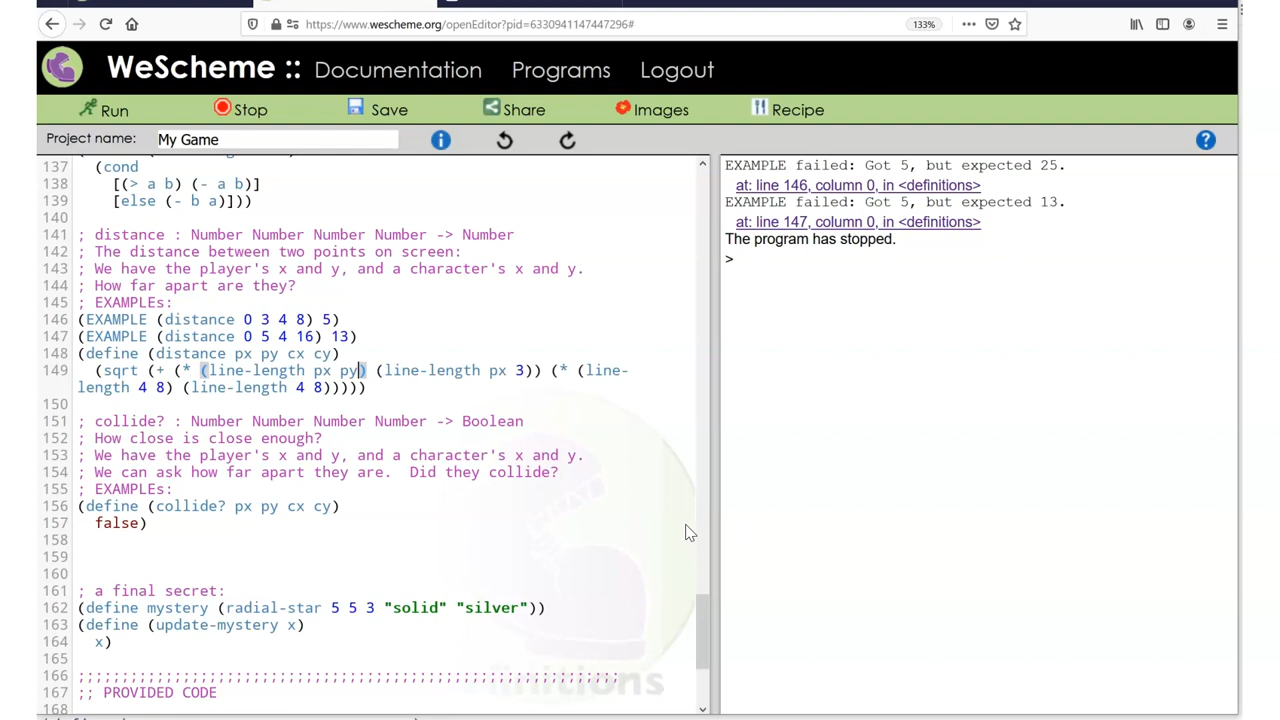 https://www.wescheme.org/openEditor?pid=6330941147447296#
133%
WeScheme :: Documentation Programs Logout
Run Stop Save Share Images Recipe
Project name: My Game
137 (cond
138 [(> a b) (- a b)]
139 [else (- b a)]))
140
141 ; distance : Number Number Number Number -> Number
142 ; The distance between two points on screen:
143 ; We have the player's x and y, and a character's x and y.
144 ; How far apart are they?
145 ; EXAMPLEs:
146 (EXAMPLE (distance 0 3 4 8) 5)
147 (EXAMPLE (distance 0 5 4 16) 13)
148 (define (distance px py cx cy)
149 (sqrt (+ (* (line-length px py) (line-length px 3)) (* (line-
length 4 8) (line-length 4 8)))))
150
151 ; collide? : Number Number Number Number -> Boolean
152 ; How close is close enough?
153 ; We have the player's x and y, and a character's x and y.
154 ; We can ask how far apart they are.  Did they collide?
155 ; EXAMPLEs:
156 (define (collide? px py cx cy)
157 false)
158
159
160
161 ; a final secret:
162 (define mystery (radial-star 5 5 3 "solid" "silver"))
163 (define (update-mystery x)
164 x)
165
166 ;;;;;;;;;;;;;;;;;;;;;;;;;;;;;;;;;;;;;;;;;;;;;;;;;;;;;;;;;;;;;;;
167 ;; PROVIDED CODE
168
EXAMPLE failed: Got 5, but expected 25.
at: line 146, column 0, in <definitions>
EXAMPLE failed: Got 5, but expected 13.
at: line 147, column 0, in <definitions>
The program has stopped.
>